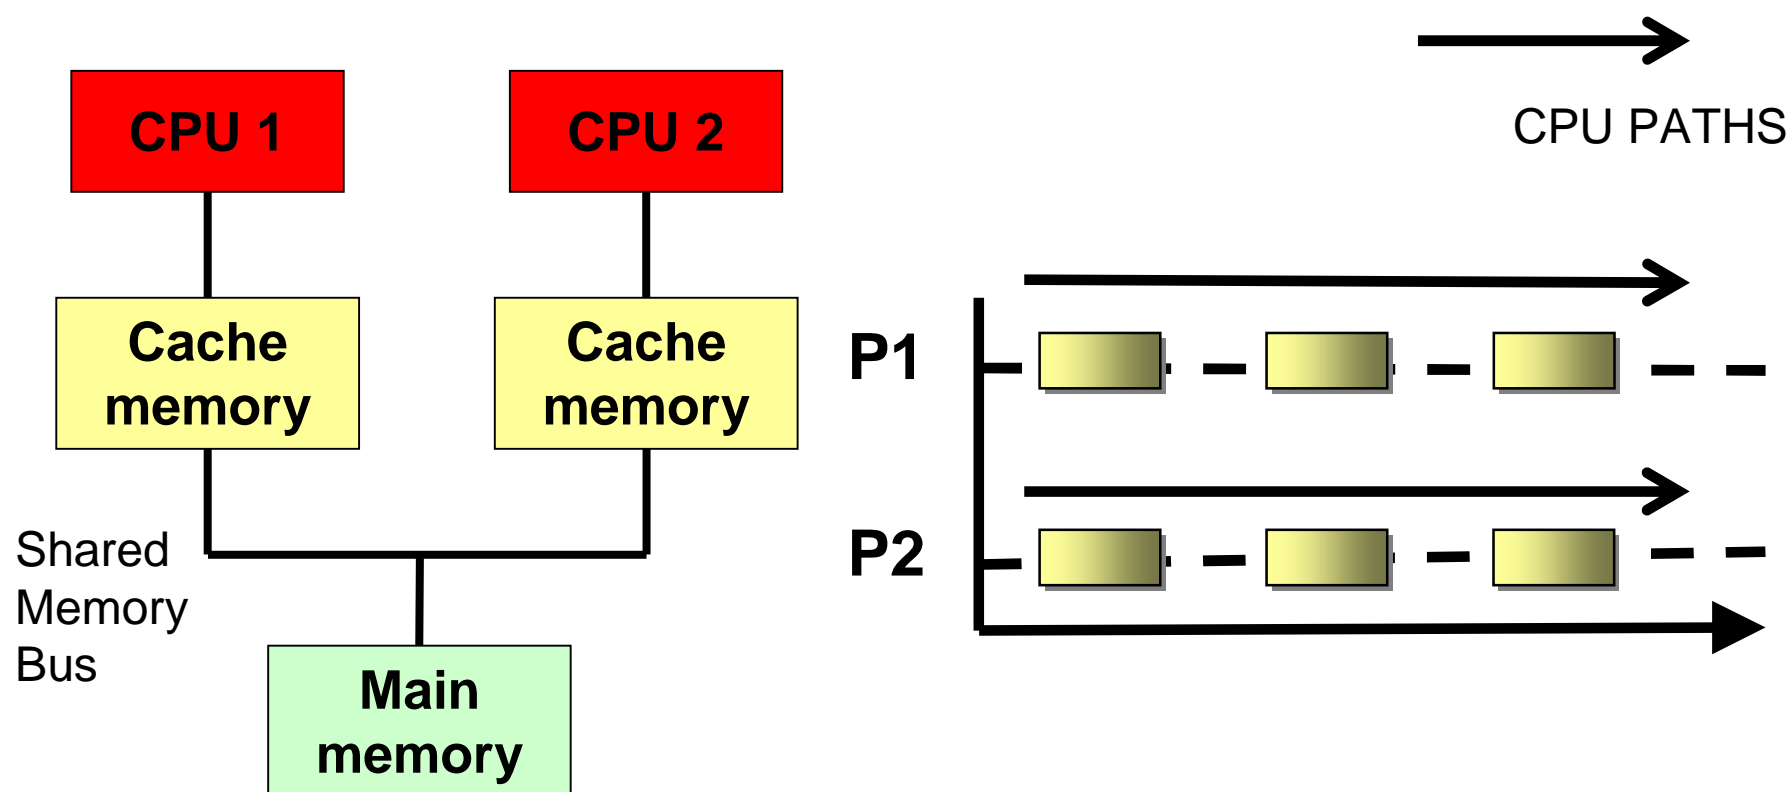 CPU 1
CPU 2
CPU PATHS
Cache
memory
Cache
memory
P1
P2
Shared
Memory
Bus
Main
memory